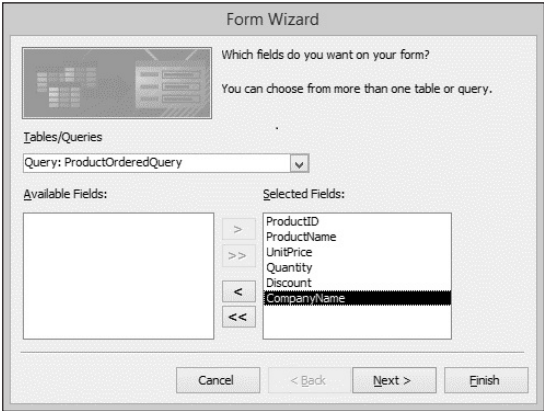 Form Wizard
Which fields do you want on your form?
You can choose from more than one table or query.
Tables/Queries
Query: ProductOrderedQuery
Available Fields:
Selected Fields:
ProductID
ProductName
UnitPrice
Quantity
Discount
CompanyName
>
>>
<
<<
Cancel
< Back
Next >
Finish